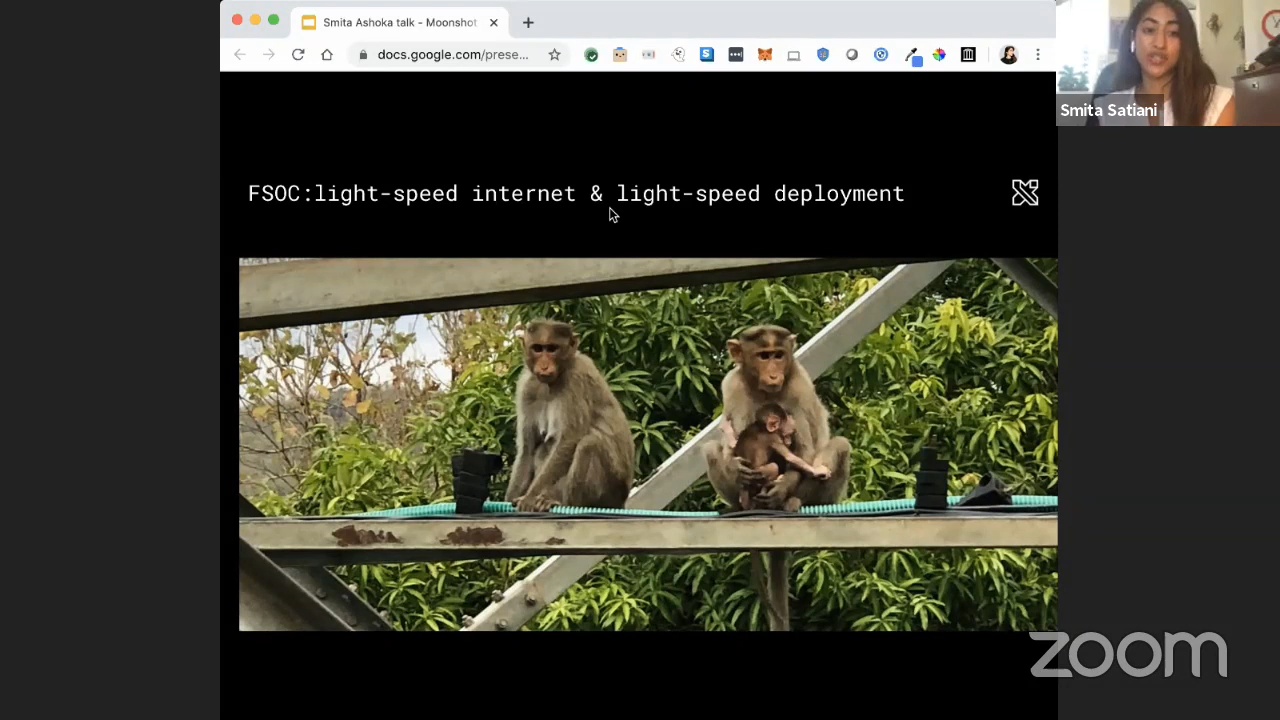 Smita Ashoka talk - Moonshot
docs.google.com/prese...
Smita Satiani
FSOC:light-speed internet & light-speed deployment
zoom